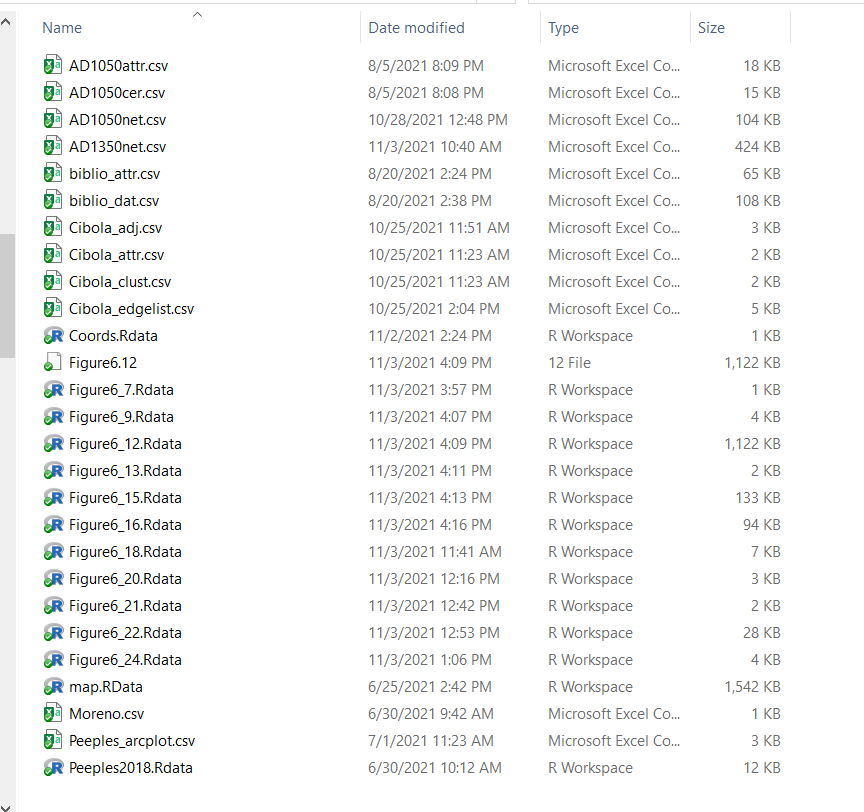 Name Date modified Type Size
AD1050attr.csv 8/5/2021 8:09 PM Microsoft Excel Co... 18 KB
AD1050cer.csv 8/5/2021 8:08 PM Microsoft Excel Co... 15 KB
AD1050net.csv 10/28/2021 12:48 PM Microsoft Excel Co... 104 KB
AD1350net.csv 11/3/2021 10:40 AM Microsoft Excel Co... 424 KB
biblio_attr.csv 8/20/2021 2:24 PM Microsoft Excel Co... 65 KB
biblio_dat.csv 8/20/2021 2:38 PM Microsoft Excel Co... 108 KB
Cibola_adj.csv 10/25/2021 11:51 AM Microsoft Excel Co... 3 KB
Cibola_attr.csv 10/25/2021 11:23 AM Microsoft Excel Co... 2 KB
Cibola_clust.csv 10/25/2021 11:23 AM Microsoft Excel Co... 2 KB
Cibola_edgelist.csv 10/25/2021 2:04 PM Microsoft Excel Co... 5 KB
Coords.Rdata 11/2/2021 2:24 PM R Workspace 1 KB
Figure6.12 11/3/2021 4:09 PM 12 File 1,122 KB
Figure6_7.Rdata 11/3/2021 3:57 PM R Workspace 1 KB
Figure6_9.Rdata 11/3/2021 4:07 PM R Workspace 4 KB
Figure6_12.Rdata 11/3/2021 4:09 PM R Workspace 1,122 KB
Figure6_13.Rdata 11/3/2021 4:11 PM R Workspace 2 KB
Figure6_15.Rdata 11/3/2021 4:13 PM R Workspace 133 KB
Figure6_16.Rdata 11/3/2021 4:16 PM R Workspace 94 KB
Figure6_18.Rdata 11/3/2021 11:41 AM R Workspace 7 KB
Figure6_20.Rdata 11/3/2021 12:16 PM R Workspace 3 KB
Figure6_21.Rdata 11/3/2021 12:42 PM R Workspace 2 KB
Figure6_22.Rdata 11/3/2021 12:53 PM R Workspace 28 KB
Figure6_24.Rdata 11/3/2021 1:06 PM R Workspace 4 KB
map.RData 6/25/2021 2:42 PM R Workspace 1,542 KB
Moreno.csv 6/30/2021 9:42 AM Microsoft Excel Co... 1 KB
Peeples_arcplot.csv 7/1/2021 11:23 AM Microsoft Excel Co... 3 KB
Peeples2018.Rdata 6/30/2021 10:12 AM R Workspace 12 KB